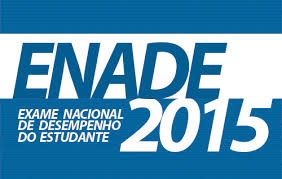 ENADE
EXAME NACIONAL
DE DESEMPENHO
DO ESTUDANTE
2015